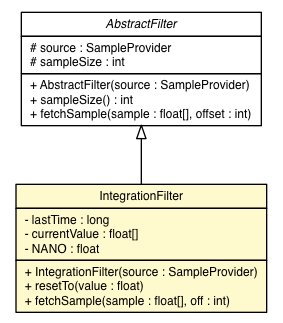 AbstractFilter
# source : SampleProvider
# sampleSize : int
+ AbstractFilter(source : SampleProvider)
+ sampleSize() : int
+ fetchSample(sample : float[], offset : int)
IntegrationFilter
- lastTime : long
- currentValue : float[]
- NANO : float
+ IntegrationFilter(source : SampleProvider)
+ resetTo(value : float)
+ fetchSample(sample : float[], off : int)